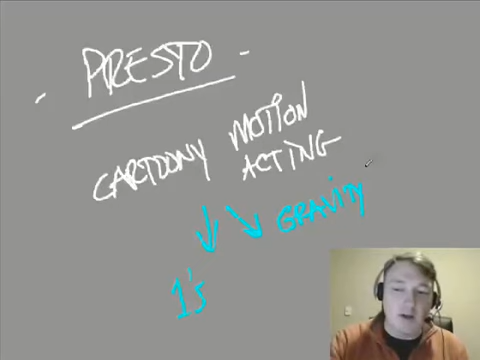 - PRESTO -
CARTOONY MOTION
ACTING
GRAVITY
1's